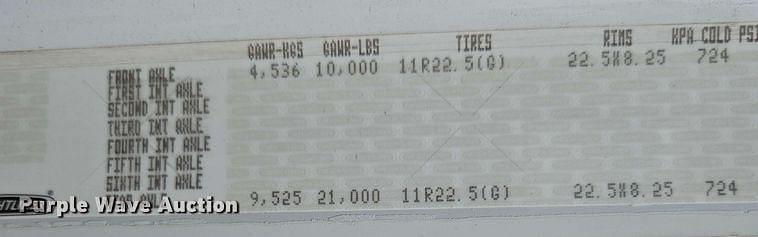 GAWR-KGS GAWR-LBS TIRES RIMS KPA COLD PSI
FRONT AXLE 4,536 10,000 11R22.5(G) 22.5X8.25 724
FIRST INT AXLE
SECOND INT AXLE
THIRD INT AXLE
FOURTH INT AXLE
FIFTH INT AXLE
SIXTH INT AXLE
AXLE 9,525 21,000 11R22.5(G) 22.5X8.25 724
Purple Wave Auction